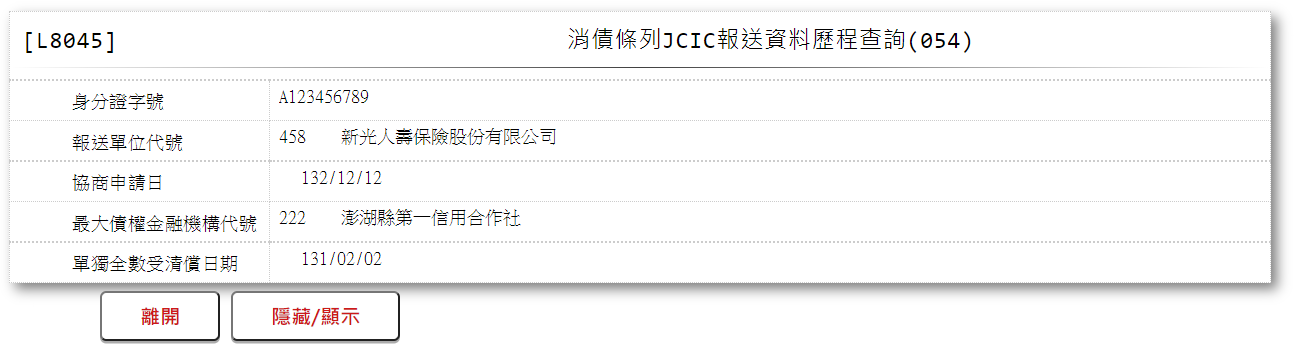 [L8045] 消債條列JCIC報送資料歷程查詢(054)
身分證字號 A123456789
報送單位代號 458 新光人壽保險股份有限公司
協商申請日 132/12/12
最大債權金融機構代號 222 澎湖縣第一信用合作社
單獨全數受清償日期 131/02/02
離開 隱藏/顯示